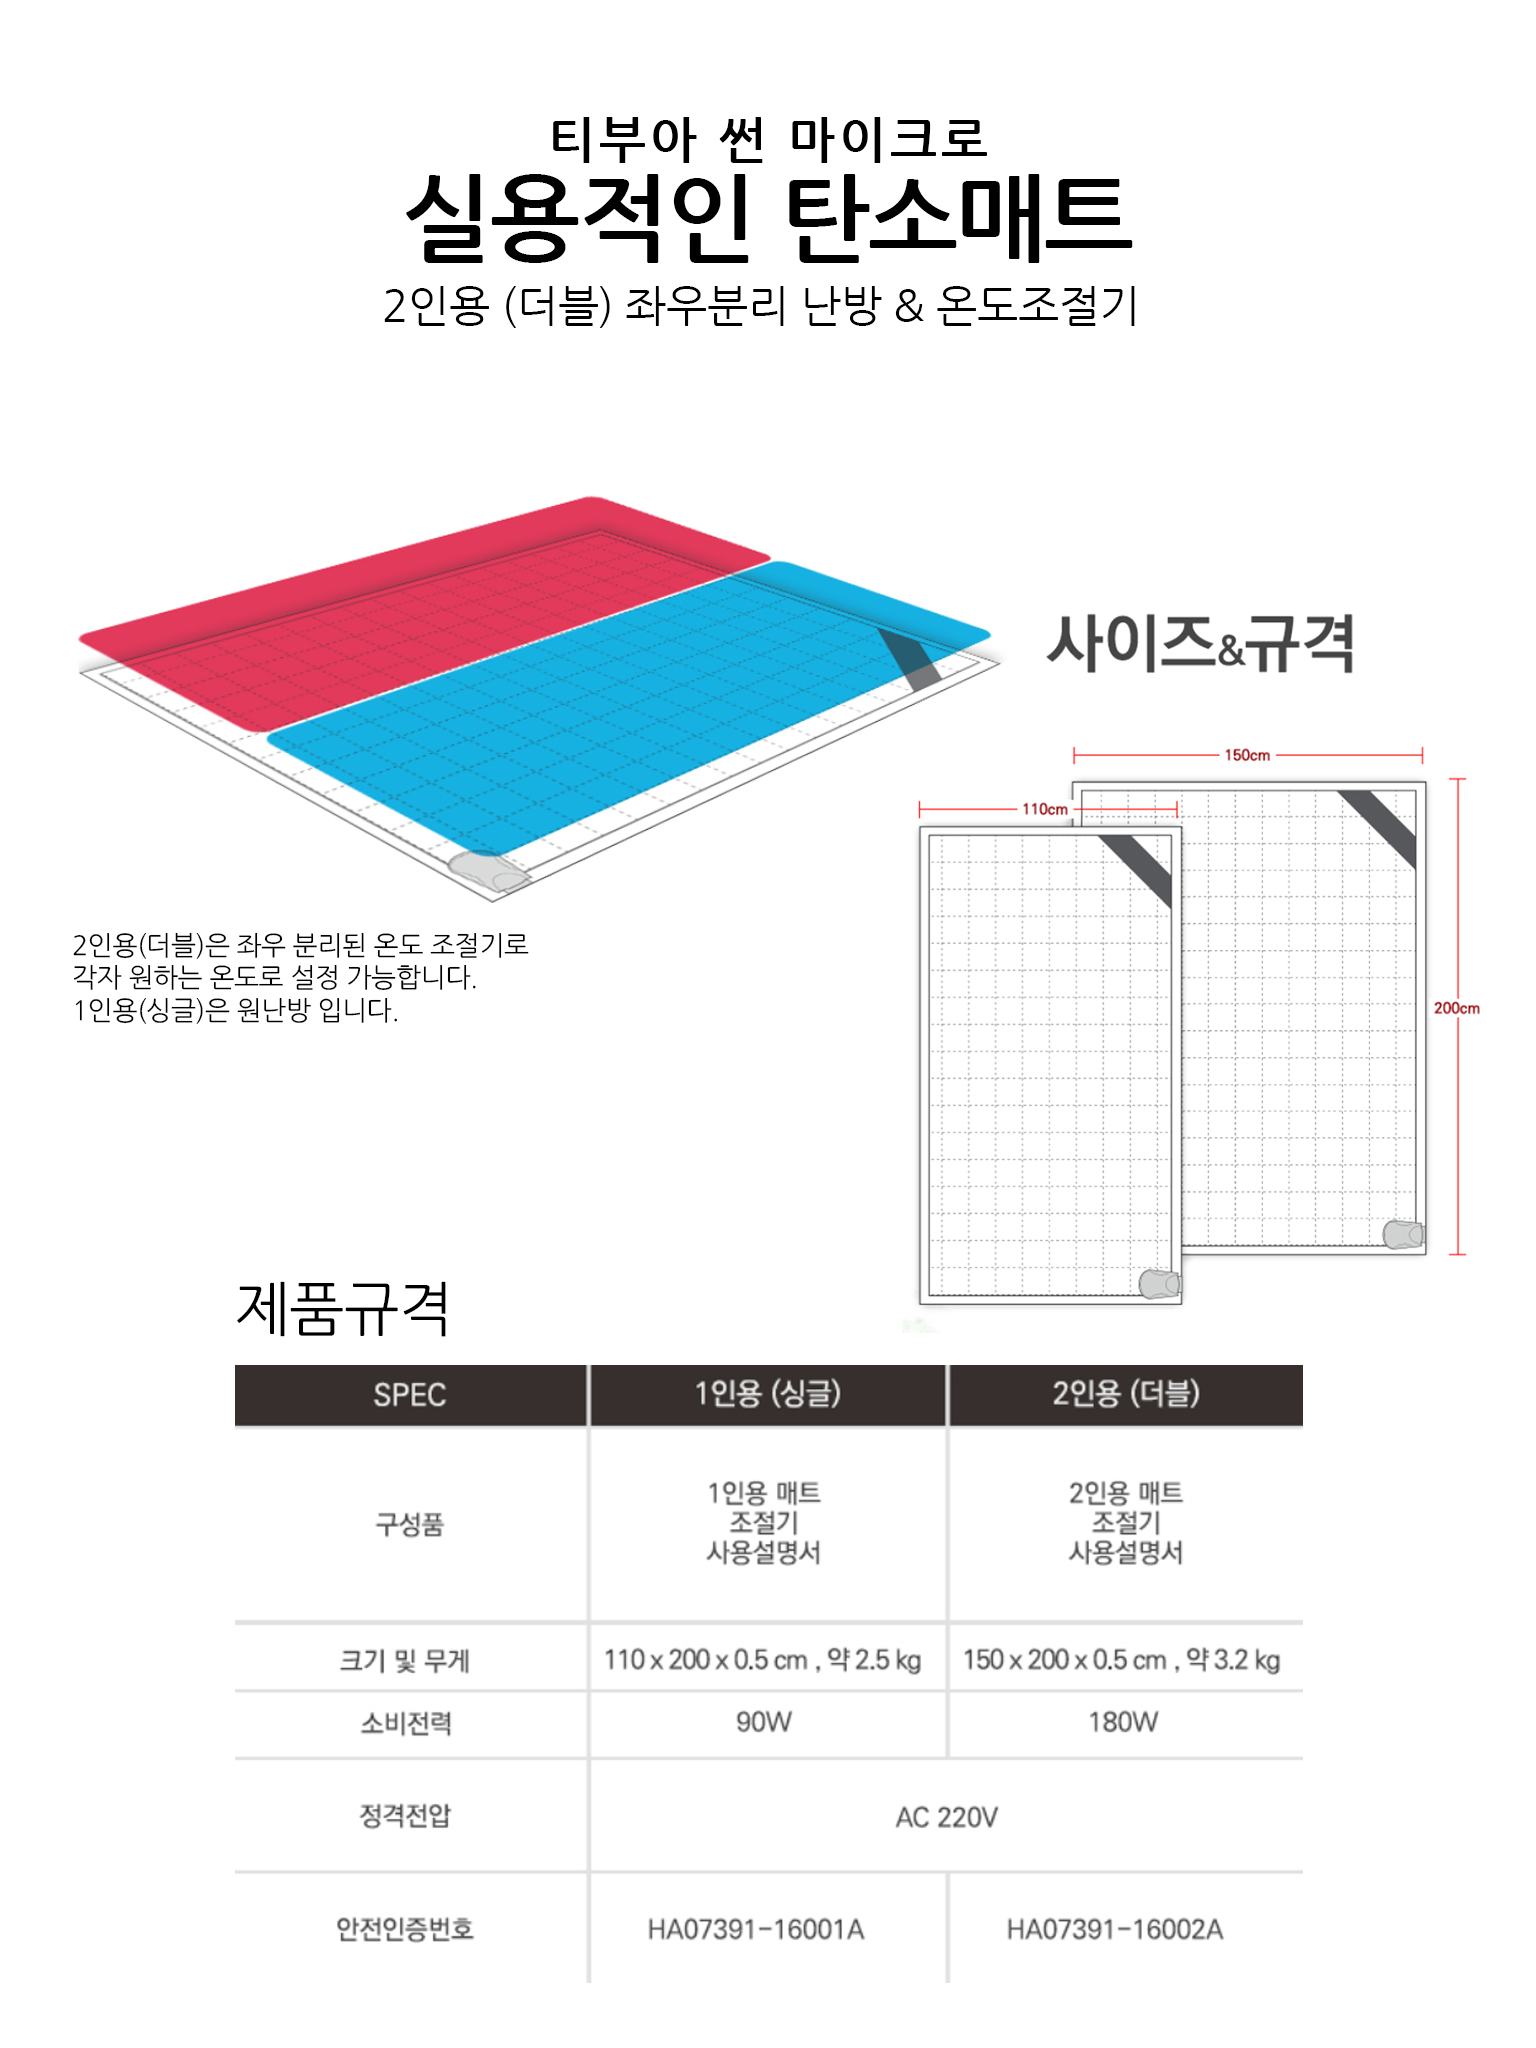 티부아 썬 마이크로
실용적인 탄소매트
2인용 (더블) 좌우분리 난방 & 온도조절기
사이즈&규격
150cm
110cm
200cm
2인용(더블)은 좌우 분리된 온도 조절기로
각자 원하는 온도로 설정 가능합니다.
1인용(싱글)은 원난방 입니다.
제품규격
SPEC 1인용 (싱글) 2인용 (더블)
구성품
1인용 매트
조절기
사용설명서
2인용 매트
조절기
사용설명서
크기 및 무게 110 x 200 x 0.5 cm , 약 2.5 kg 150 x 200 x 0.5 cm , 약 3.2 kg
소비전력 90W 180W
정격전압 AC 220V
안전인증번호 HA07391-16001A HA07391-16002A